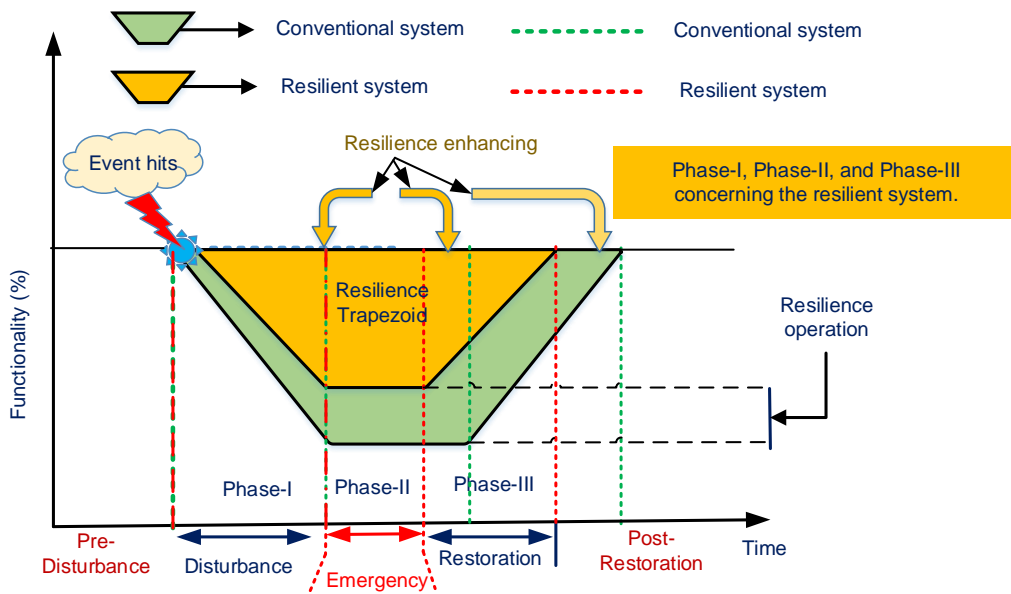 Conventional system
Conventional system
Resilient system
Resilient system
Event hits
Resilience enhancing
Phase-I, Phase-II, and Phase-III
concerning the resilient system.
Resilience
Trapezoid
Resilience
operation
Functionality (%)
Phase-I
Phase-II
Phase-III
Pre-
Disturbance
Disturbance
Emergency
Restoration
Post-
Restoration
Time